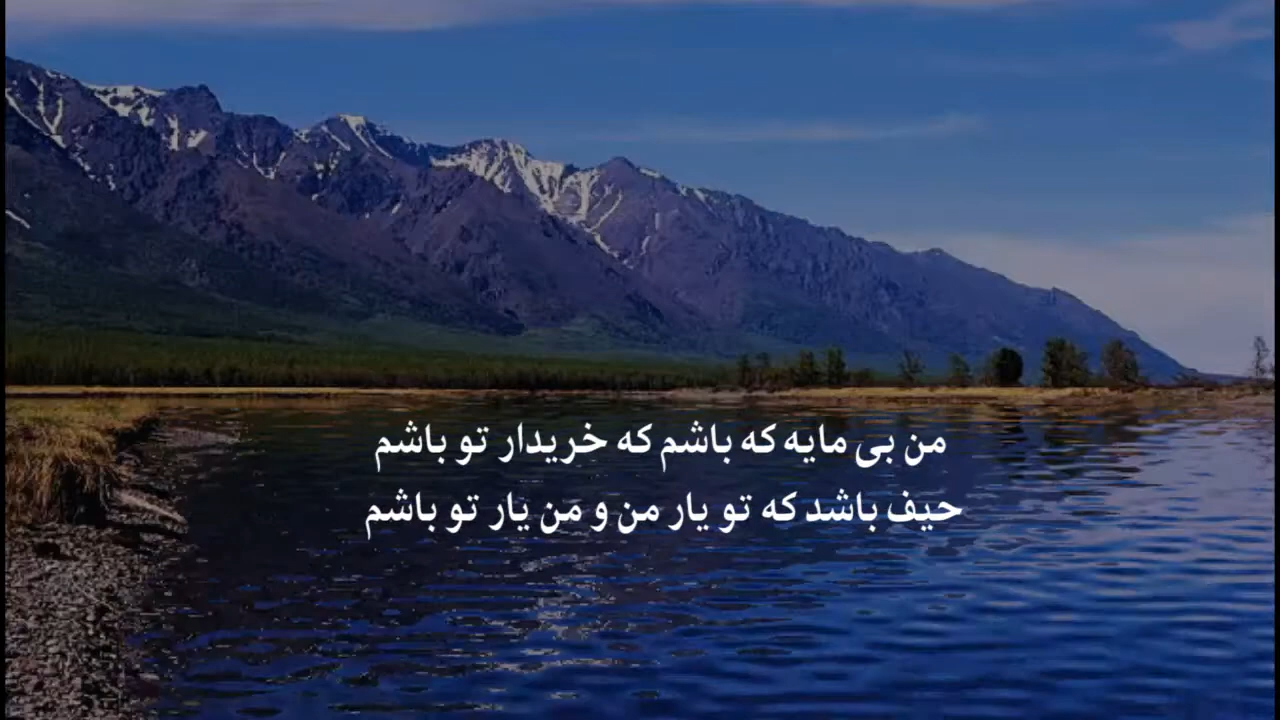 من بی مایه که باشم که خریدار تو باشم
حیف باشد که تو یار من و من یار تو باشم